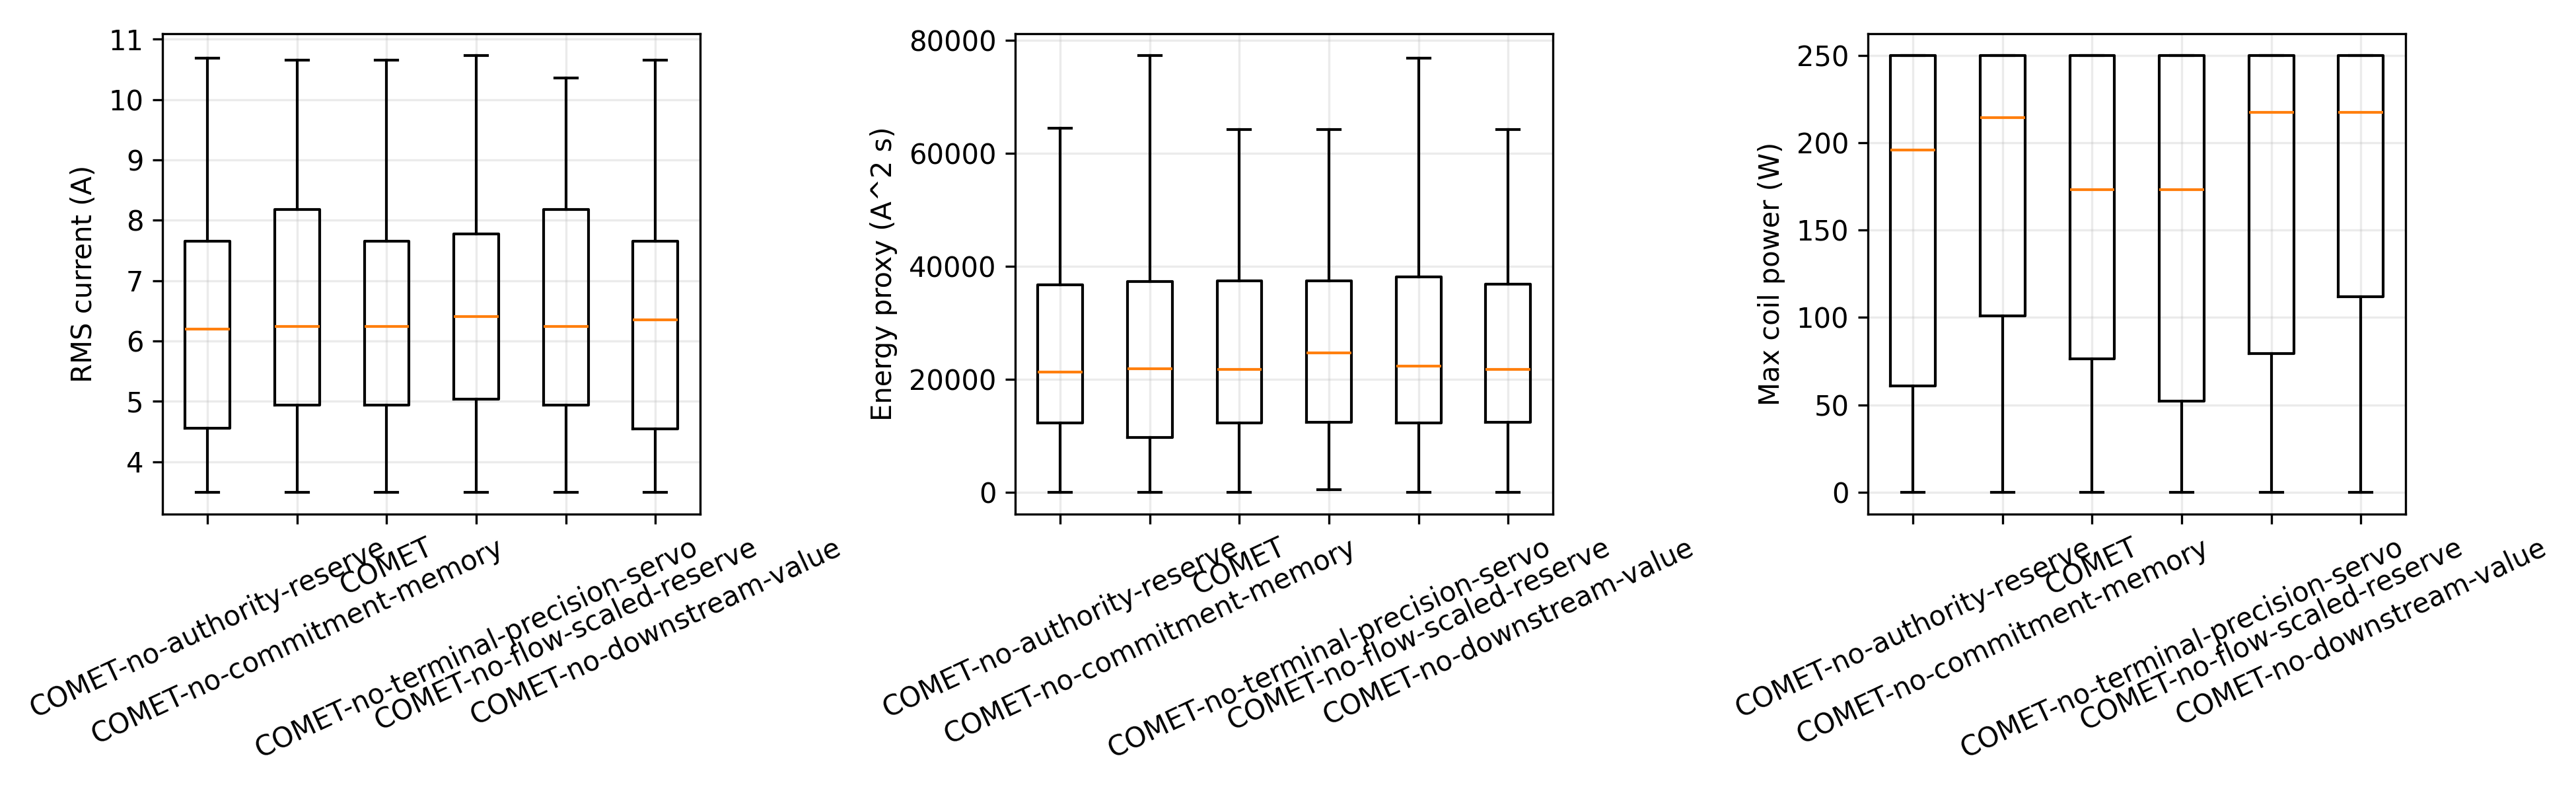 11
10
9
8
7
6
5
4
RMS current (A)
COMET-no-authority-reserve
COMET
COMET-no-commitment-memory
COMET-no-terminal-precision-servo
COMET-no-flow-scaled-reserve
COMET-no-downstream-value
80000
60000
40000
20000
0
Energy proxy (A^2 s)
COMET-no-authority-reserve
COMET
COMET-no-commitment-memory
COMET-no-terminal-precision-servo
COMET-no-flow-scaled-reserve
COMET-no-downstream-value
250
200
150
100
50
0
Max coil power (W)
COMET-no-authority-reserve
COMET
COMET-no-commitment-memory
COMET-no-terminal-precision-servo
COMET-no-flow-scaled-reserve
COMET-no-downstream-value